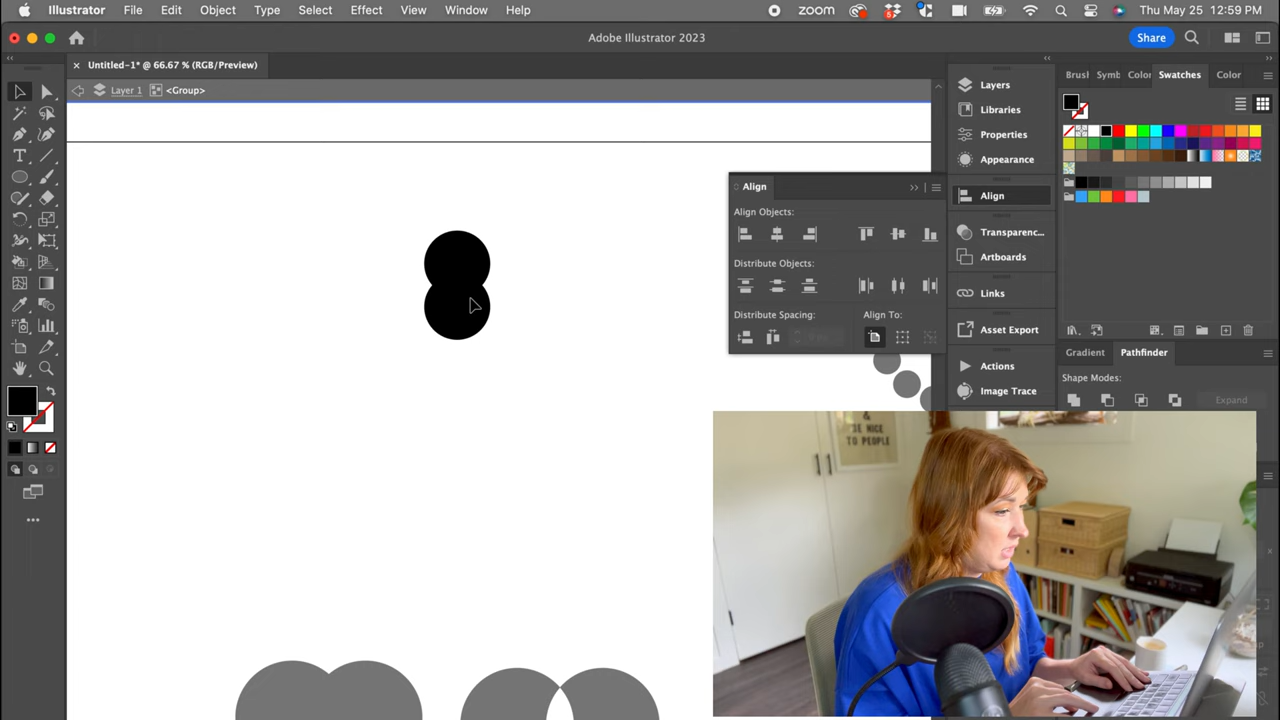 Illustrator File Edit Object Type Select Effect View Window Help
zoom
5
Thu May 25 12:59 PM
Adobe Illustrator 2023
Share
Untitled-1* @ 66.67 % (RGB/Preview)
Layer 1
<Group>
Layers
Libraries
Properties
Appearance
Align
Transparenc...
Artboards
Links
Asset Export
Actions
Image Trace
Align
Align Objects:
Distribute Objects:
Distribute Spacing:
Align To:
Brusl Symb Color Swatches Color
Gradient Pathfinder
Shape Modes:
Expand
SE NICE
TO PEOPLE